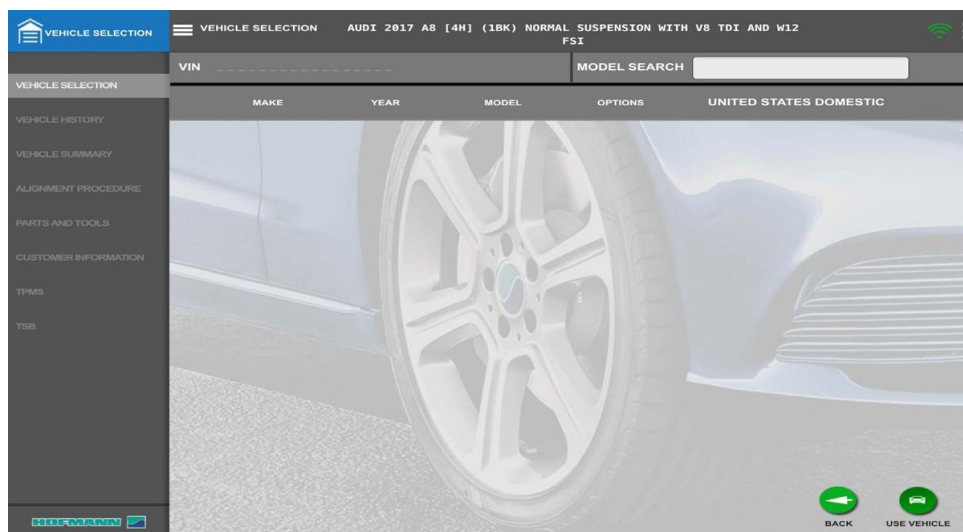 VEHICLE SELECTION
VEHICLE SELECTION
AUDI 2017 A8 [4H] (1BK) NORMAL SUSPENSION WITH V8 TDI AND W12
FSI
VIN _ _ _ _ _ _ _ _ _ _ _ _ _ _ _ _ _
MODEL SEARCH
MAKE YEAR MODEL OPTIONS UNITED STATES DOMESTIC
VEHICLE SELECTION
VEHICLE HISTORY
VEHICLE SUMMARY
ALIGNMENT PROCEDURE
PARTS AND TOOLS
CUSTOMER INFORMATION
TPMS
TSB
HOFMANN
BACK
USE VEHICLE